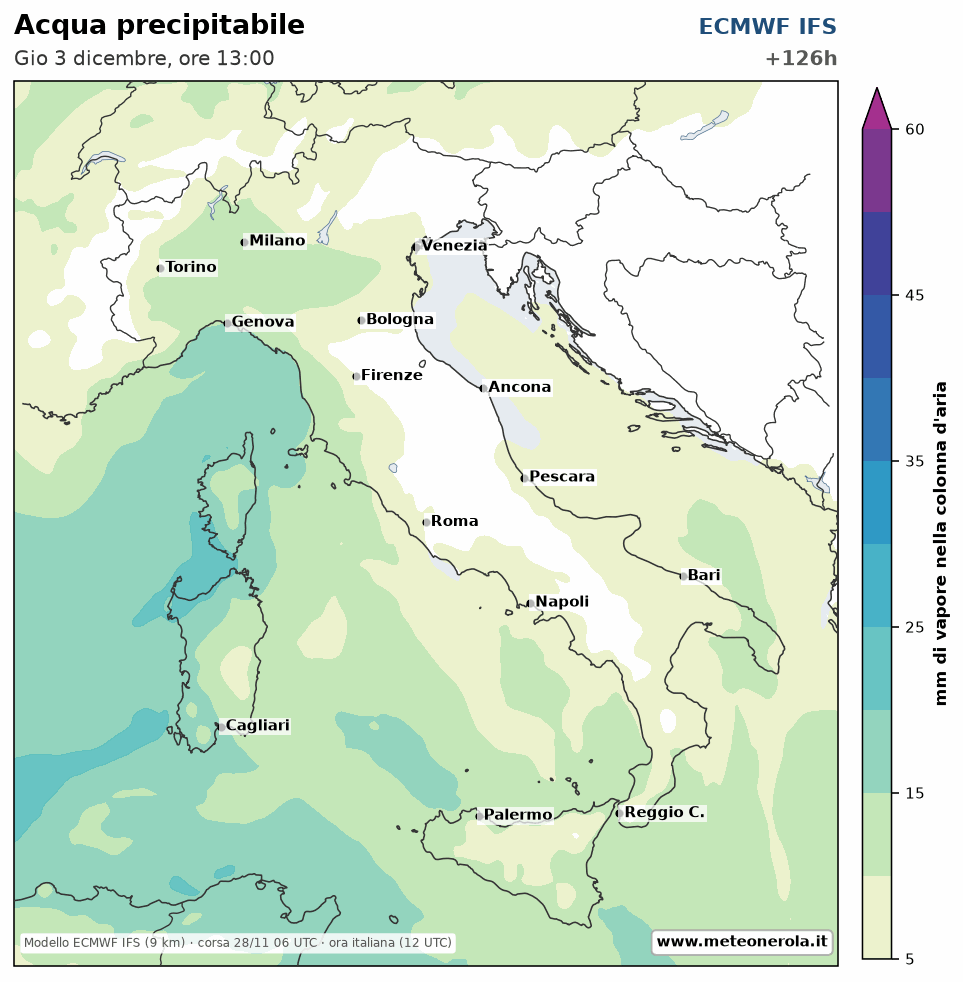 Acqua precipitabile
ECMWF IFS
Gio 3 dicembre, ore 13:00
+126h
60
Milano
Venezia
Torino
45
Genova
Bologna
Firenze
Ancona
35
Pescara
Roma
Bari
Napoli
25
Cagliari
15
Palermo
Reggio C.
5
mm di vapore nella colonna d'aria
Modello ECMWF IFS (9 km) · corsa 28/11 06 UTC · ora italiana (12 UTC)
www.meteonerola.it